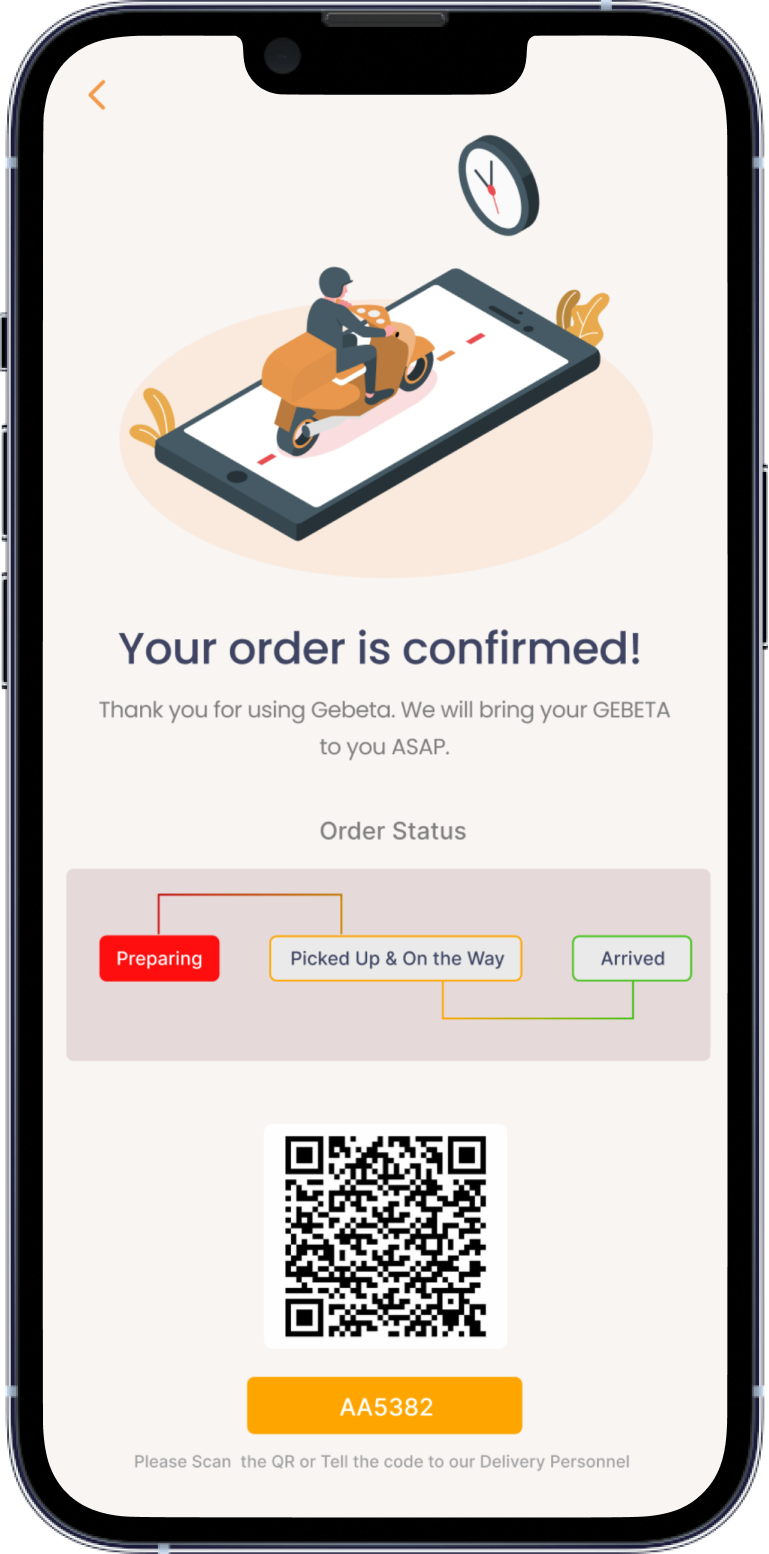 Your order is confirmed!
Thank you for using Gebeta. We will bring your GEBETA
to you ASAP.
Order Status
Preparing
Picked Up & On the Way
Arrived
AA5382
Please Scan  the QR or Tell the code to our Delivery Personnel